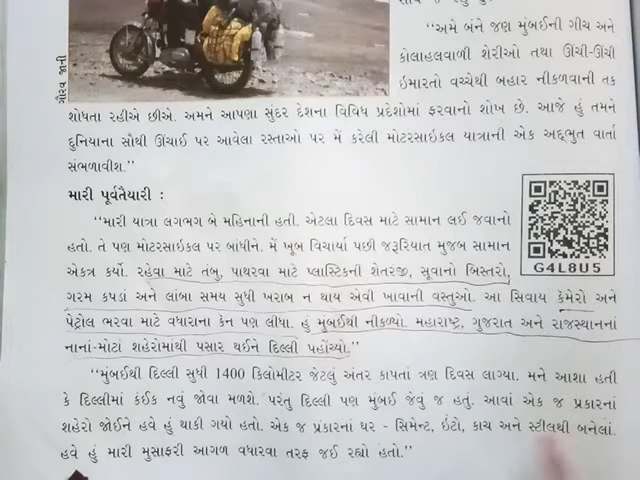 ગૌરવ જાની
"અમે બંને જણ મુંબઈની ગીચ અને
કોલાહલવાળી શેરીઓ તથા ઊંચી-ઊંચી
ઇમારતો વચ્ચેથી બહાર નીકળવાની તક
શોધતા રહીએ છીએ. અમને આપણા સુંદર દેશના વિવિધ પ્રદેશોમાં ફરવાનો શોખ છે. આજે હું તમને
દુનિયાના સૌથી ઊંચાઈ પર આવેલા રસ્તાઓ પર મેં કરેલી મોટરસાઇકલ યાત્રાની એક અદ્ભુત વાર્તા
સંભળાવીશ."
મારી પૂર્વતૈયારી :
"મારી યાત્રા લગભગ બે મહિનાની હતી. એટલા દિવસ માટે સામાન લઈ જવાનો
હતો. તે પણ મોટરસાઇકલ પર બાંધીને. મેં ખૂબ વિચાર્યા પછી જરૂરિયાત મુજબ સામાન
એકત્ર કર્યો. રહેવા માટે તંબુ, પાથરવા માટે પ્લાસ્ટિકની શેતરંજી, સૂવાનો બિસ્તરો,
G4L8U5
ગરમ કપડાં અને લાંબા સમય સુધી ખરાબ ન થાય એવી ખાવાની વસ્તુઓ. આ સિવાય કૅમેરો અને
પેટ્રોલ ભરવા માટે વધારાના કૅન પણ લીધા. હું મુંબઈથી નીકળ્યો. મહારાષ્ટ્ર, ગુજરાત અને રાજસ્થાનનાં
નાનાં-મોટાં શહેરોમાંથી પસાર થઈને દિલ્લી પહોંચ્યો."
"મુંબઈથી દિલ્લી સુધી 1400 કિલોમીટર જેટલું અંતર કાપતાં ત્રણ દિવસ લાગ્યા. મને આશા હતી
કે દિલ્લીમાં કંઈક નવું જોવા મળશે. પરંતુ દિલ્લી પણ મુંબઈ જેવું જ હતું. આવાં એક જ પ્રકારનાં
શહેરો જોઈને હવે હું થાકી ગયો હતો. એક જ પ્રકારનાં ઘર - સિમેન્ટ, ઈંટો, કાચ અને સ્ટીલથી બનેલાં.
હવે હું મારી મુસાફરી આગળ વધારવા તરફ જઈ રહ્યો હતો."